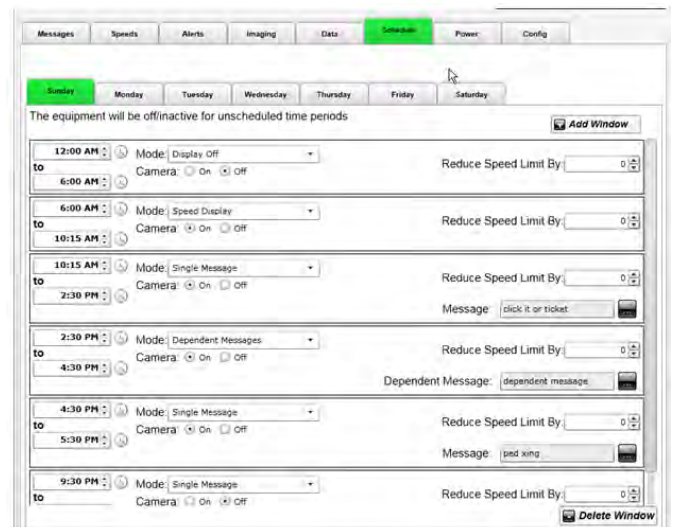 Messages Speeds Alerts Imaging Data Schedule Power Config
Sunday Monday Tuesday Wednesday Thursday Friday Saturday
The equipment will be off/inactive for unscheduled time periods
Add Window
12:00 AM
to
6:00 AM
Mode: Display Off
Camera: On Off
Reduce Speed Limit By: 0
6:00 AM
to
10:15 AM
Mode: Speed Display
Camera: On Off
Reduce Speed Limit By: 0
10:15 AM
to
2:30 PM
Mode: Single Message
Camera: On Off
Reduce Speed Limit By: 0
Message: click it or ticket
2:30 PM
to
4:30 PM
Mode: Dependent Messages
Camera: On Off
Reduce Speed Limit By: 0
Dependent Message: dependent message
4:30 PM
to
5:30 PM
Mode: Single Message
Camera: On Off
Reduce Speed Limit By: 0
Message: ped xing
9:30 PM
to
Mode: Single Message
Camera: On Off
Reduce Speed Limit By: 0
Delete Window